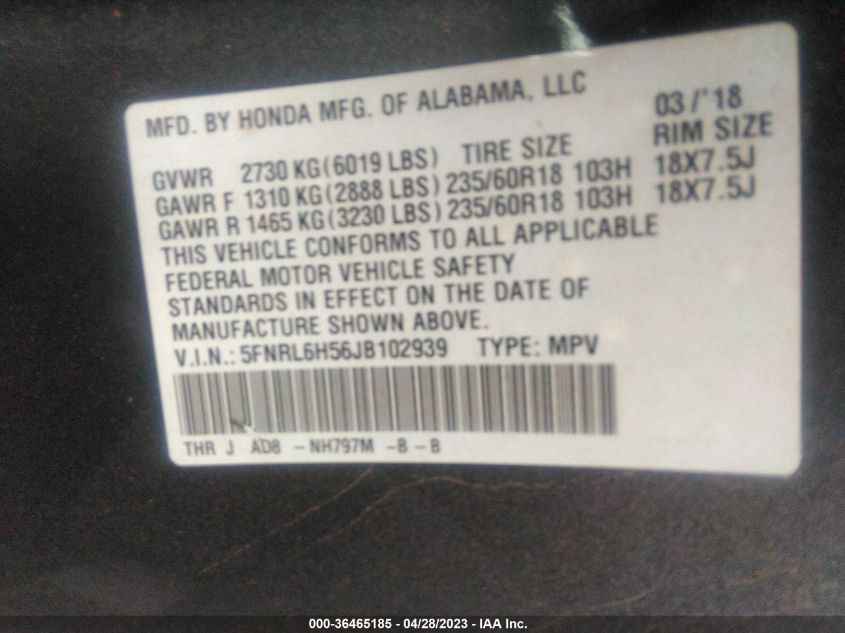 MFD. BY HONDA MFG. OF ALABAMA, LLC 03/'18
GVWR 2730 KG(6019 LBS) TIRE SIZE RIM SIZE
GAWR F 1310 KG(2888 LBS) 235/60R18 103H 18X7.5J
GAWR R 1465 KG(3230 LBS) 235/60R18 103H 18X7.5J
THIS VEHICLE CONFORMS TO ALL APPLICABLE
FEDERAL MOTOR VEHICLE SAFETY
STANDARDS IN EFFECT ON THE DATE OF
MANUFACTURE SHOWN ABOVE.
V.I.N.: 5FNRL6H56JB102939 TYPE: MPV
THR J AD8 - NH797M - B - B
000-36465185 - 04/28/2023 - IAA Inc.